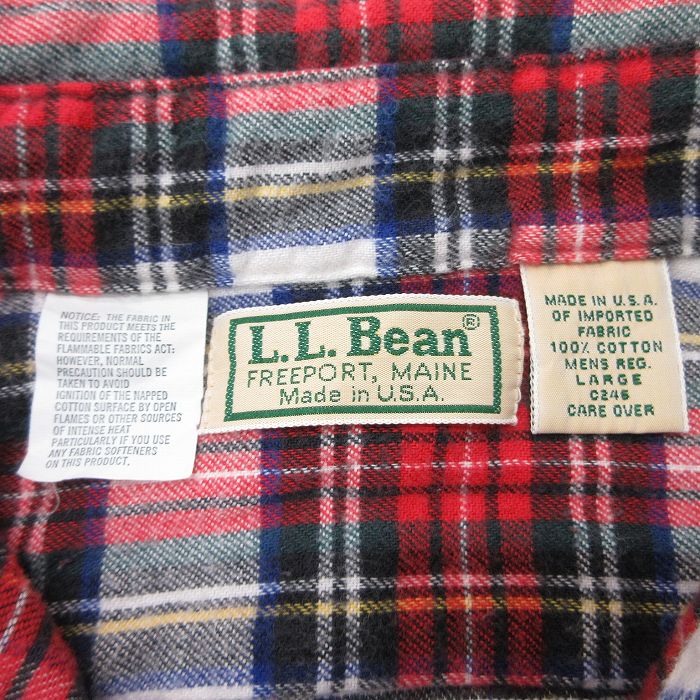 NOTICE: THE FABRIC IN
THIS PRODUCT MEETS THE
REQUIREMENTS OF THE
FLAMMABLE FABRICS ACT:
HOWEVER, NORMAL
PRECAUTION SHOULD BE
TAKEN TO AVOID
IGNITION OF THE NAPPED
COTTON SURFACE BY OPEN
FLAMES OR OTHER SOURCES
OF INTENSE HEAT
PARTICULARLY IF YOU USE
ANY FABRIC SOFTENERS
ON THIS PRODUCT.
L.L.Bean®
FREEPORT, MAINE
Made in U.S.A.
MADE IN U.S.A.
OF IMPORTED
FABRIC
100% COTTON
MENS REG.
LARGE
C246
CARE OVER